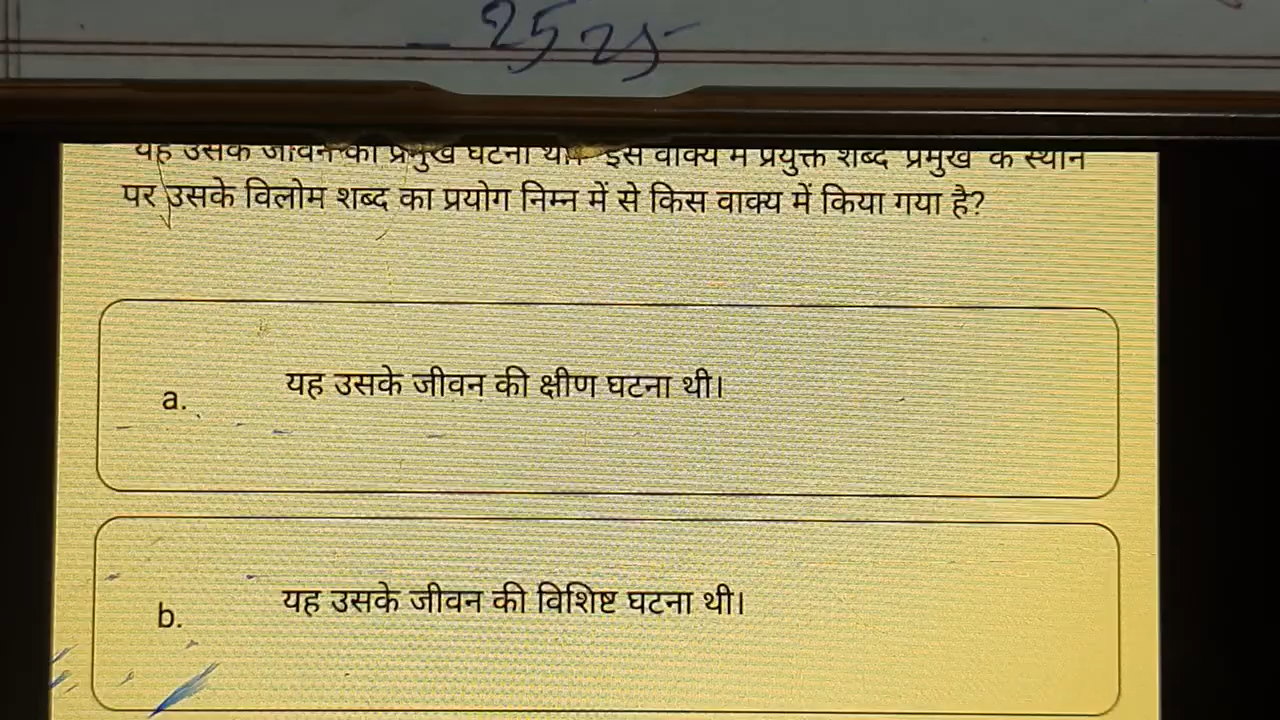 25 25
यह उसके जीवन की प्रमुख घटना थी।" इस वाक्य में प्रयुक्त शब्द 'प्रमुख' के स्थान
पर उसके विलोम शब्द का प्रयोग निम्न में से किस वाक्य में किया गया है?
a. यह उसके जीवन की क्षीण घटना थी।
b. यह उसके जीवन की विशिष्ट घटना थी।